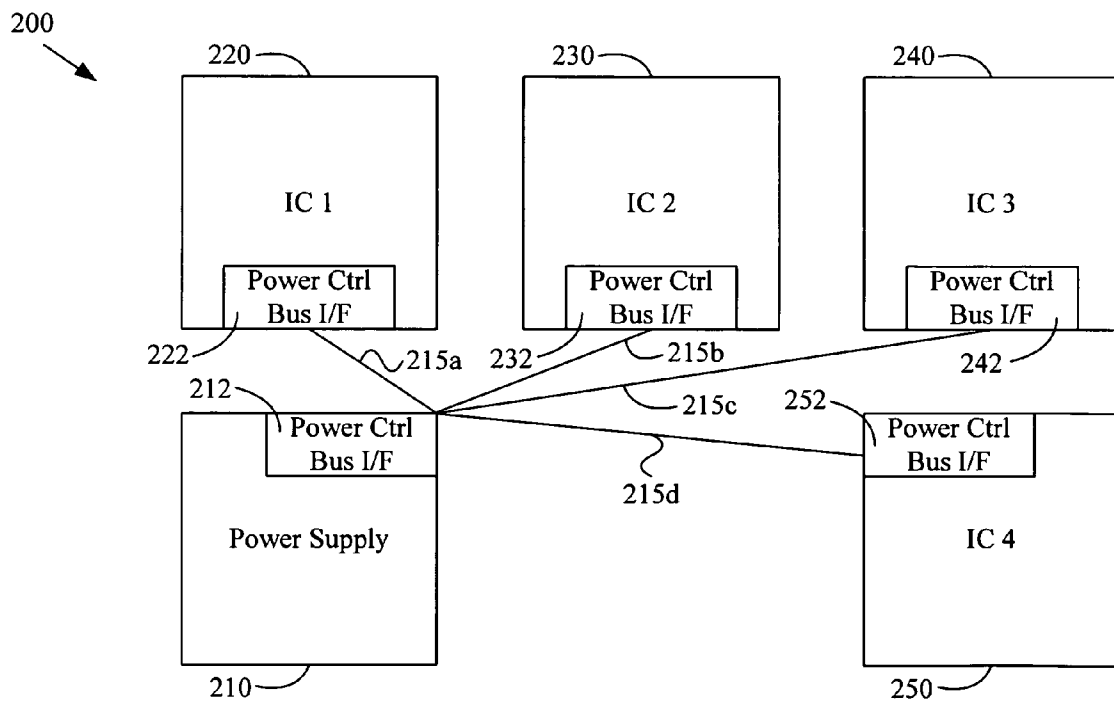 200
220
230
240
IC 1
IC 2
IC 3
Power Ctrl
Bus I/F
Power Ctrl
Bus I/F
Power Ctrl
Bus I/F
222
215a
232
215b
242
212
215c
252
Power Ctrl
Bus I/F
Power Ctrl
Bus I/F
215d
Power Supply
IC 4
210
250